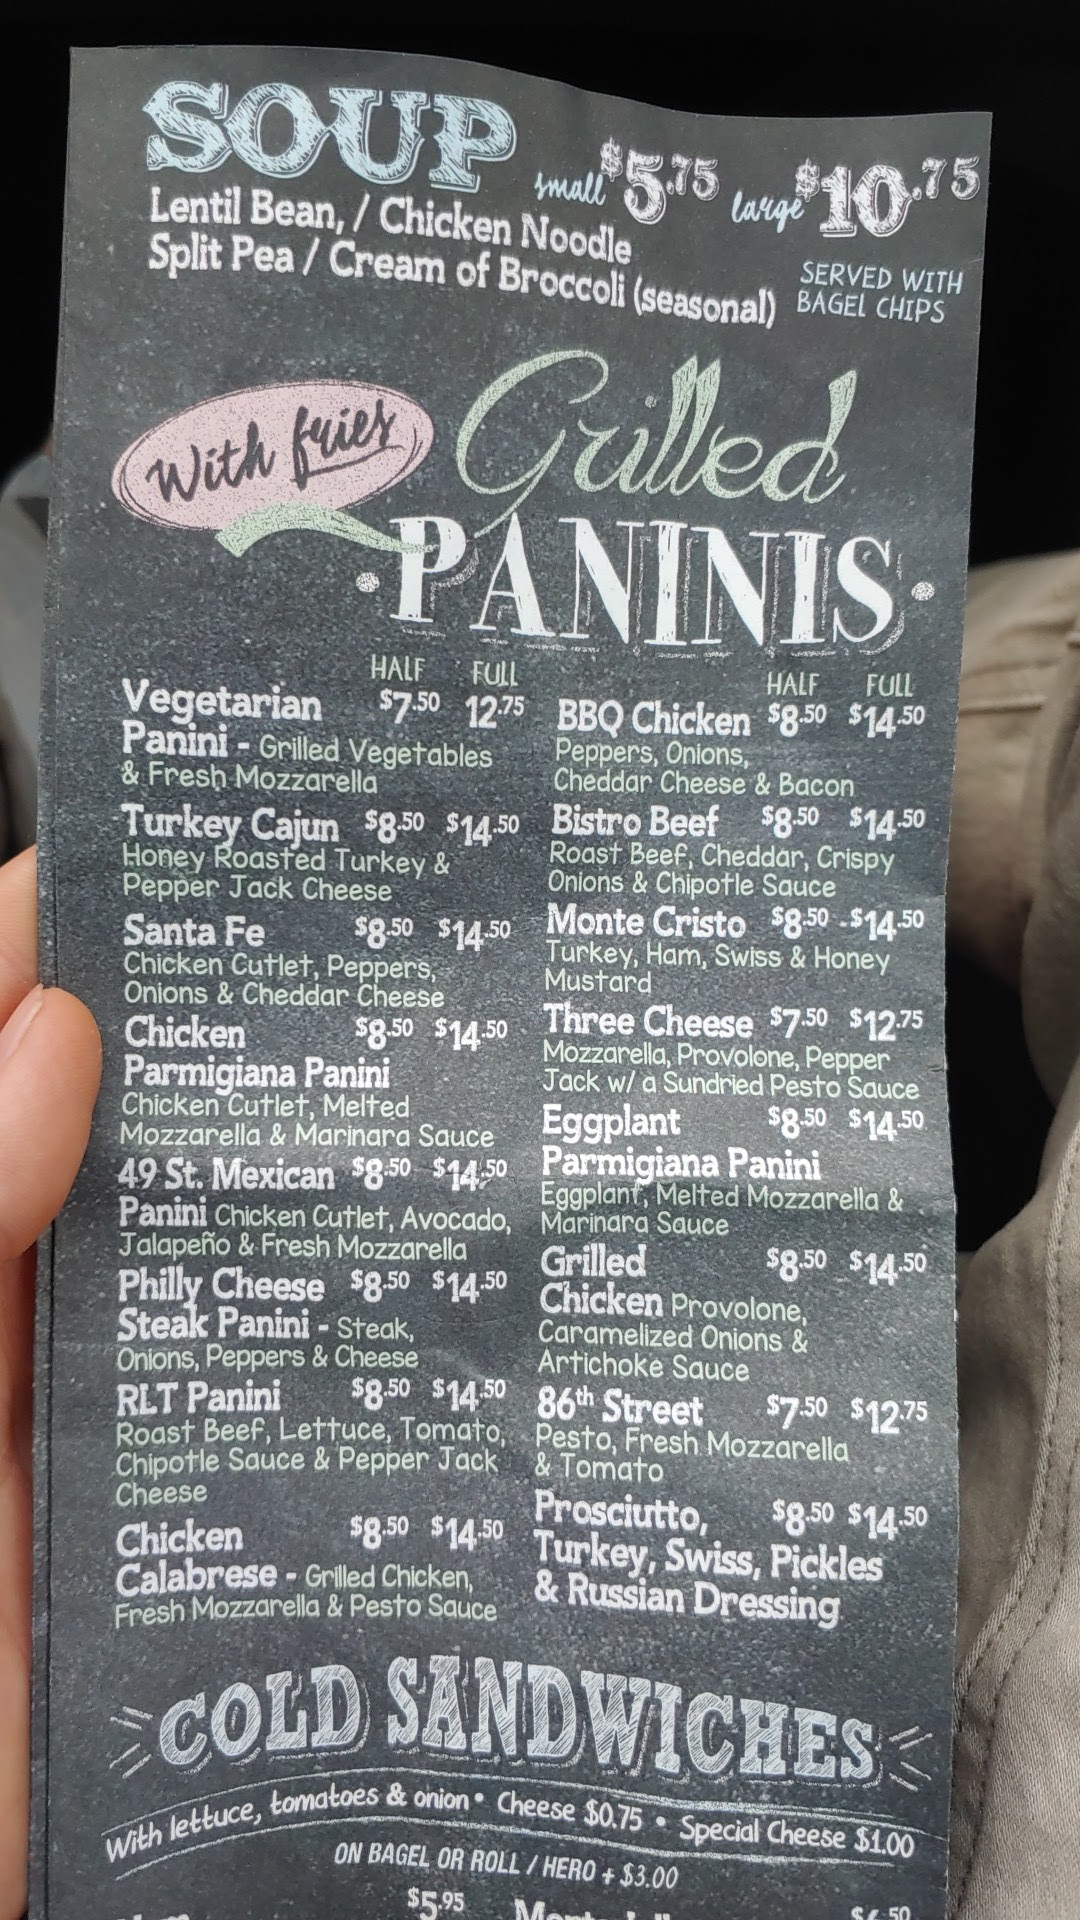 SOUP small $5.75 large $10.75
Lentil Bean, / Chicken Noodle
Split Pea / Cream of Broccoli (seasonal)
SERVED WITH
BAGEL CHIPS
With fries
Grilled
• PANINIS •
HALF FULL
Vegetarian $7.50 12.75
Panini - Grilled Vegetables
& Fresh Mozzarella
Turkey Cajun $8.50 $14.50
Honey Roasted Turkey &
Pepper Jack Cheese
Santa Fe $8.50 $14.50
Chicken Cutlet, Peppers,
Onions & Cheddar Cheese
Chicken $8.50 $14.50
Parmigiana Panini
Chicken Cutlet, Melted
Mozzarella & Marinara Sauce
49 St. Mexican $8.50 $14.50
Panini Chicken Cutlet, Avocado,
Jalapeño & Fresh Mozzarella
Philly Cheese $8.50 $14.50
Steak Panini - Steak,
Onions, Peppers & Cheese
RLT Panini $8.50 $14.50
Roast Beef, Lettuce, Tomato,
Chipotle Sauce & Pepper Jack
Cheese
Chicken $8.50 $14.50
Calabrese - Grilled Chicken,
Fresh Mozzarella & Pesto Sauce
HALF FULL
BBQ Chicken $8.50 $14.50
Peppers, Onions,
Cheddar Cheese & Bacon
Bistro Beef $8.50 $14.50
Roast Beef, Cheddar, Crispy
Onions & Chipotle Sauce
Monte Cristo $8.50 - $14.50
Turkey, Ham, Swiss & Honey
Mustard
Three Cheese $7.50 $12.75
Mozzarella, Provolone, Pepper
Jack w/ a Sundried Pesto Sauce
Eggplant $8.50 $14.50
Parmigiana Panini
Eggplant, Melted Mozzarella &
Marinara Sauce
Grilled $8.50 $14.50
Chicken Provolone,
Caramelized Onions &
Artichoke Sauce
86th Street $7.50 $12.75
Pesto, Fresh Mozzarella
& Tomato
Prosciutto, $8.50 $14.50
Turkey, Swiss, Pickles
& Russian Dressing
COLD SANDWICHES
With lettuce, tomatoes & onion • Cheese $0.75 • Special Cheese $1.00
ON BAGEL OR ROLL / HERO + $3.00
$5.95